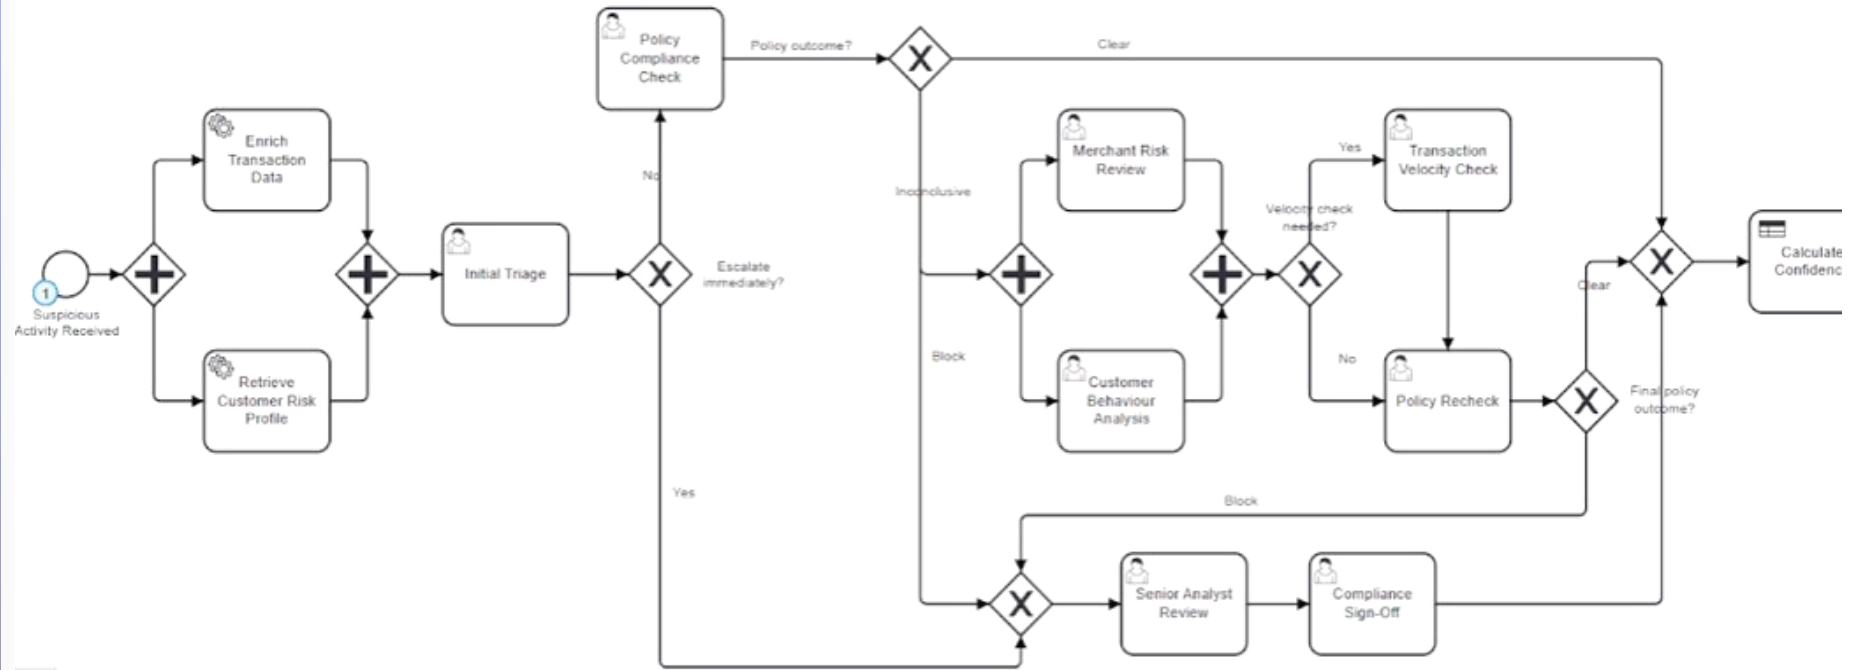 Policy
Compliance
Check
Policy outcome?
Clear
Enrich
Transaction
Data
Merchant Risk
Review
Yes
Transaction
Velocity Check
No
Inconclusive
Velocity check
needed?
Initial Triage
Escalate
immediately?
Calculate
Confidenc
Clear
1
Suspicious
Activity Received
Block
No
Retrieve
Customer Risk
Profile
Customer
Behaviour
Analysis
Policy Recheck
Final policy
outcome?
Yes
Block
Senior Analyst
Review
Compliance
Sign-Off